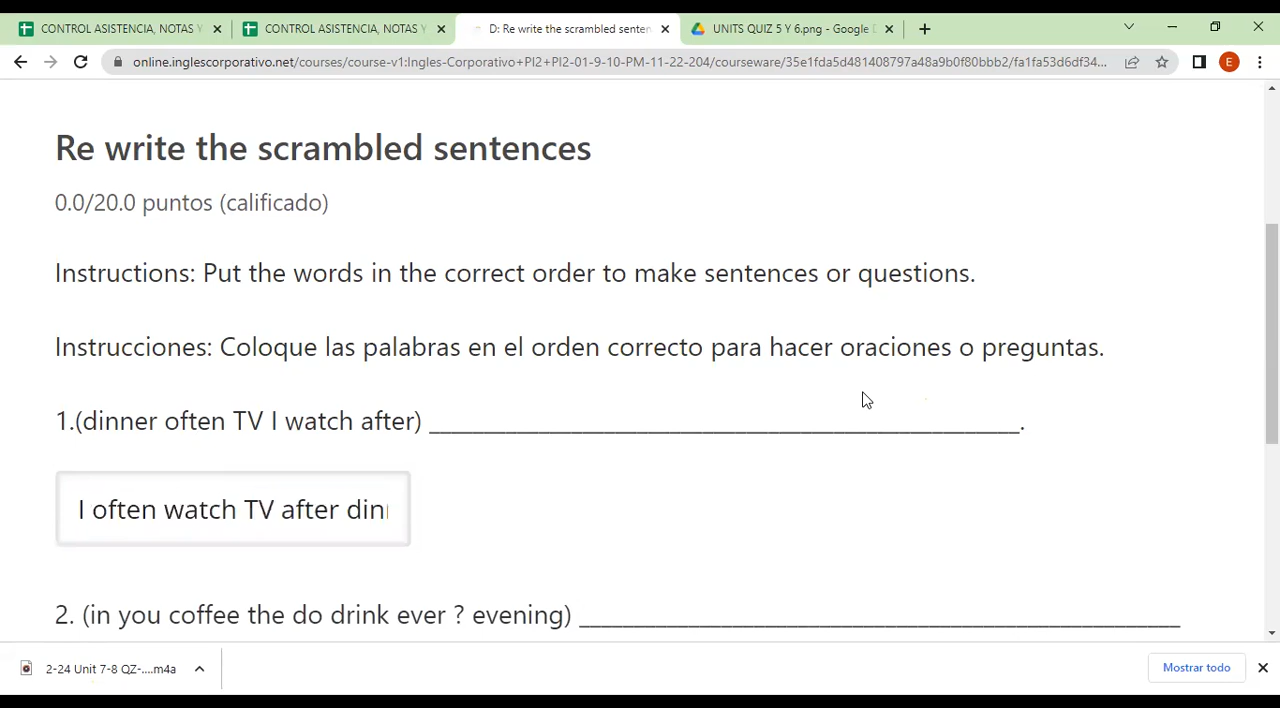 CONTROL ASISTENCIA, NOTAS Y
CONTROL ASISTENCIA, NOTAS Y
D: Re write the scrambled senten
UNITS QUIZ 5 Y 6.png - Google D
online.inglescorporativo.net/courses/course-v1:Ingles-Corporativo+PI2+PI2-01-9-10-PM-11-22-204/courseware/35e1fda5d481408797a48a9b0f80bbb2/fa1fa53d6df34...
E
Re write the scrambled sentences
0.0/20.0 puntos (calificado)
Instructions: Put the words in the correct order to make sentences or questions.
Instrucciones: Coloque las palabras en el orden correcto para hacer oraciones o preguntas.
1.(dinner often TV I watch after) ______________________________________________.
I often watch TV after din
2. (in you coffee the do drink ever ? evening) _______________________________________________
2-24 Unit 7-8 QZ-....m4a
Mostrar todo